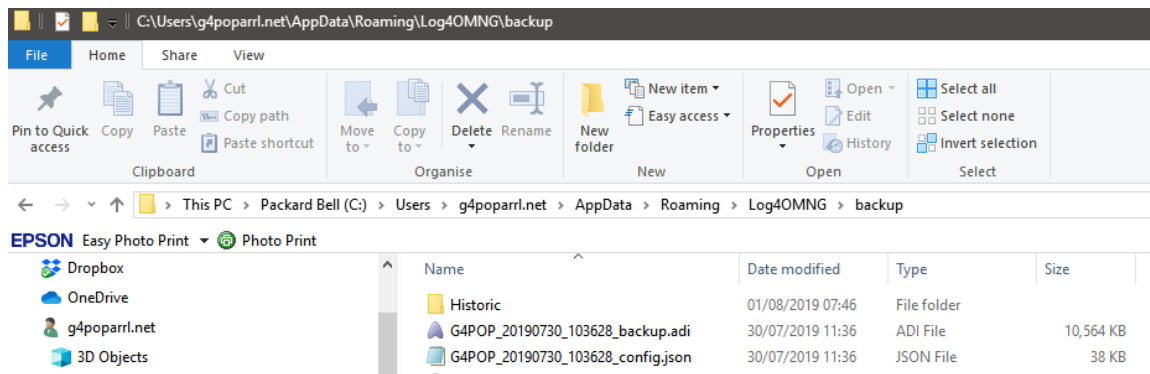 C:\Users\g4poparrl.net\AppData\Roaming\Log4OMNG\backup
File Home Share View
Pin to Quick access
Copy
Paste
Cut
Copy path
Paste shortcut
Clipboard
Move to
Copy to
Delete
Rename
Organise
New folder
New item
Easy access
New
Properties
Open
Edit
History
Open
Select all
Select none
Invert selection
Select
This PC > Packard Bell (C:) > Users > g4poparrl.net > AppData > Roaming > Log4OMNG > backup
EPSON Easy Photo Print Photo Print
Dropbox
OneDrive
g4poparrl.net
3D Objects
Name Date modified Type Size
Historic 01/08/2019 07:46 File folder
G4POP_20190730_103628_backup.adi 30/07/2019 11:36 ADI File 10,564 KB
G4POP_20190730_103628_config.json 30/07/2019 11:36 JSON File 38 KB